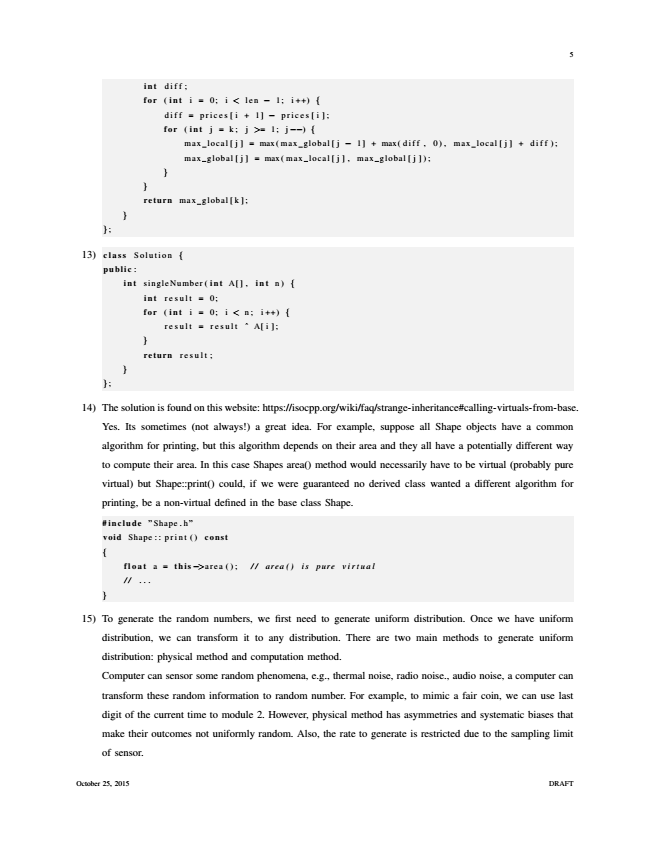 5
int diff;
for (int i = 0; i < len − 1; i++) {
diff = prices[i + 1] − prices[i];
for (int j = k; j >= 1; j−−) {
max_local[j] = max(max_global[j − 1] + max(diff, 0), max_local[j] + diff);
max_global[j] = max(max_local[j], max_global[j]);
}
}
return max_global[k];
}
};
13) class Solution {
public:
int singleNumber(int A[], int n) {
int result = 0;
for (int i = 0; i < n; i++) {
result = result ^ A[i];
}
return result;
}
};
14) The solution is found on this website: https://isocpp.org/wiki/faq/strange-inheritance#calling-virtuals-from-base.
Yes. Its sometimes (not always!) a great idea. For example, suppose all Shape objects have a common
algorithm for printing, but this algorithm depends on their area and they all have a potentially different way
to compute their area. In this case Shapes area() method would necessarily have to be virtual (probably pure
virtual) but Shape::print() could, if we were guaranteed no derived class wanted a different algorithm for
printing, be a non-virtual defined in the base class Shape.
#include "Shape.h"
void Shape::print() const
{
float a = this−>area(); // area() is pure virtual
// ...
}
15) To generate the random numbers, we first need to generate uniform distribution. Once we have uniform
distribution, we can transform it to any distribution. There are two main methods to generate uniform
distribution: physical method and computation method.
Computer can sensor some random phenomena, e.g., thermal noise, radio noise., audio noise, a computer can
transform these random information to random number. For example, to mimic a fair coin, we can use last
digit of the current time to module 2. However, physical method has asymmetries and systematic biases that
make their outcomes not uniformly random. Also, the rate to generate is restricted due to the sampling limit
of sensor.
October 25, 2015 DRAFT